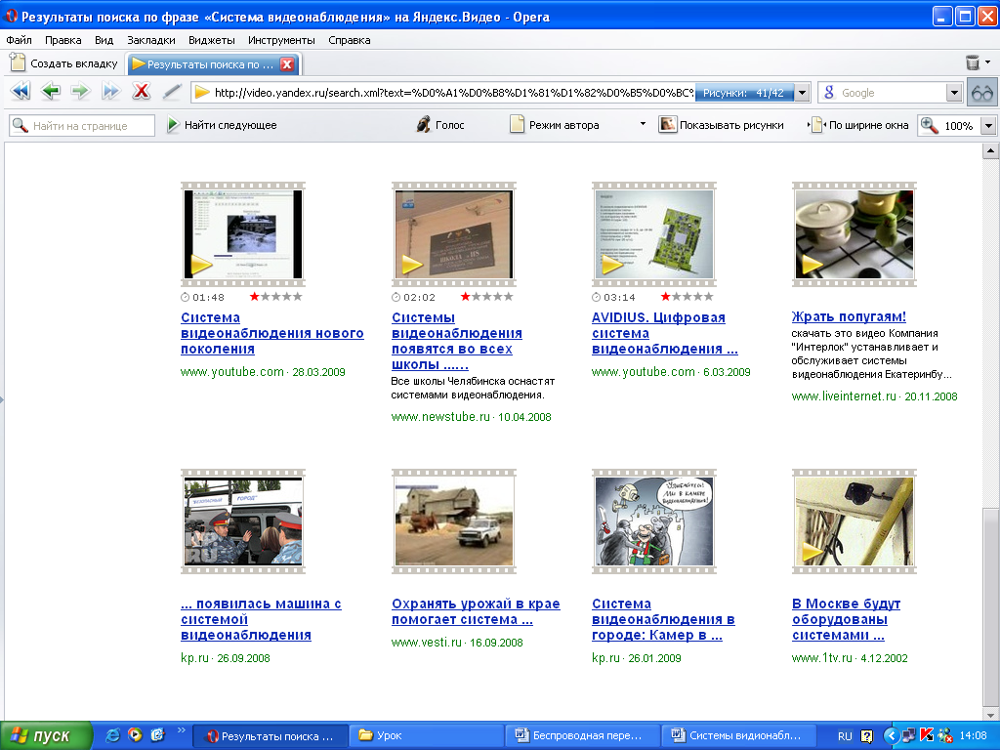 Результаты поиска по фразе «Система видеонаблюдения» на Яндекс.Видео - Opera
Файл Правка Вид Закладки Виджеты Инструменты Справка
Создать вкладку Результаты поиска по ...
http://video.yandex.ru/search.xml?text=%D0%A1%D0%B8%D1%81%D1%82%D0%B5%D0%BC% Рисунки: 41/42 Google
Найти на странице Найти следующее Голос Режим автора Показывать рисунки По ширине окна 100%
01:48
Система
видеонаблюдения нового
поколения
www.youtube.com · 28.03.2009
02:02
Системы
видеонаблюдения
появятся во всех
школы ...…
Все школы Челябинска оснастят
системами видеонаблюдения.
www.newstube.ru · 10.04.2008
03:14
AVIDIUS. Цифровая
система
видеонаблюдения ...
www.youtube.com · 6.03.2009
Жрать попугаям!
скачать это видео Компания
"Интерлок" устанавливает и
обслуживает системы
видеонаблюдения Екатеринбу...
www.liveinternet.ru · 20.11.2008
"БЕЗОПАСНЫЙ ГОРОД"
KP.RU
... появилась машина с
системой
видеонаблюдения
kp.ru · 26.09.2008
Охранять урожай в крае
помогает система ...
www.vesti.ru · 16.09.2008
УЛЫБАЙТЕСЬ!
МЫ В КАМЕРЕ
ВИДЕОНАБЛЮДЕНИЯ!
Система
видеонаблюдения в
городе: Камер в ...
kp.ru · 26.01.2009
В Москве будут
оборудованы
системами ...
www.1tv.ru · 4.12.2002
пуск Результаты поиска ... Урок Беспроводная пере... Системы видионабл... RU 14:08